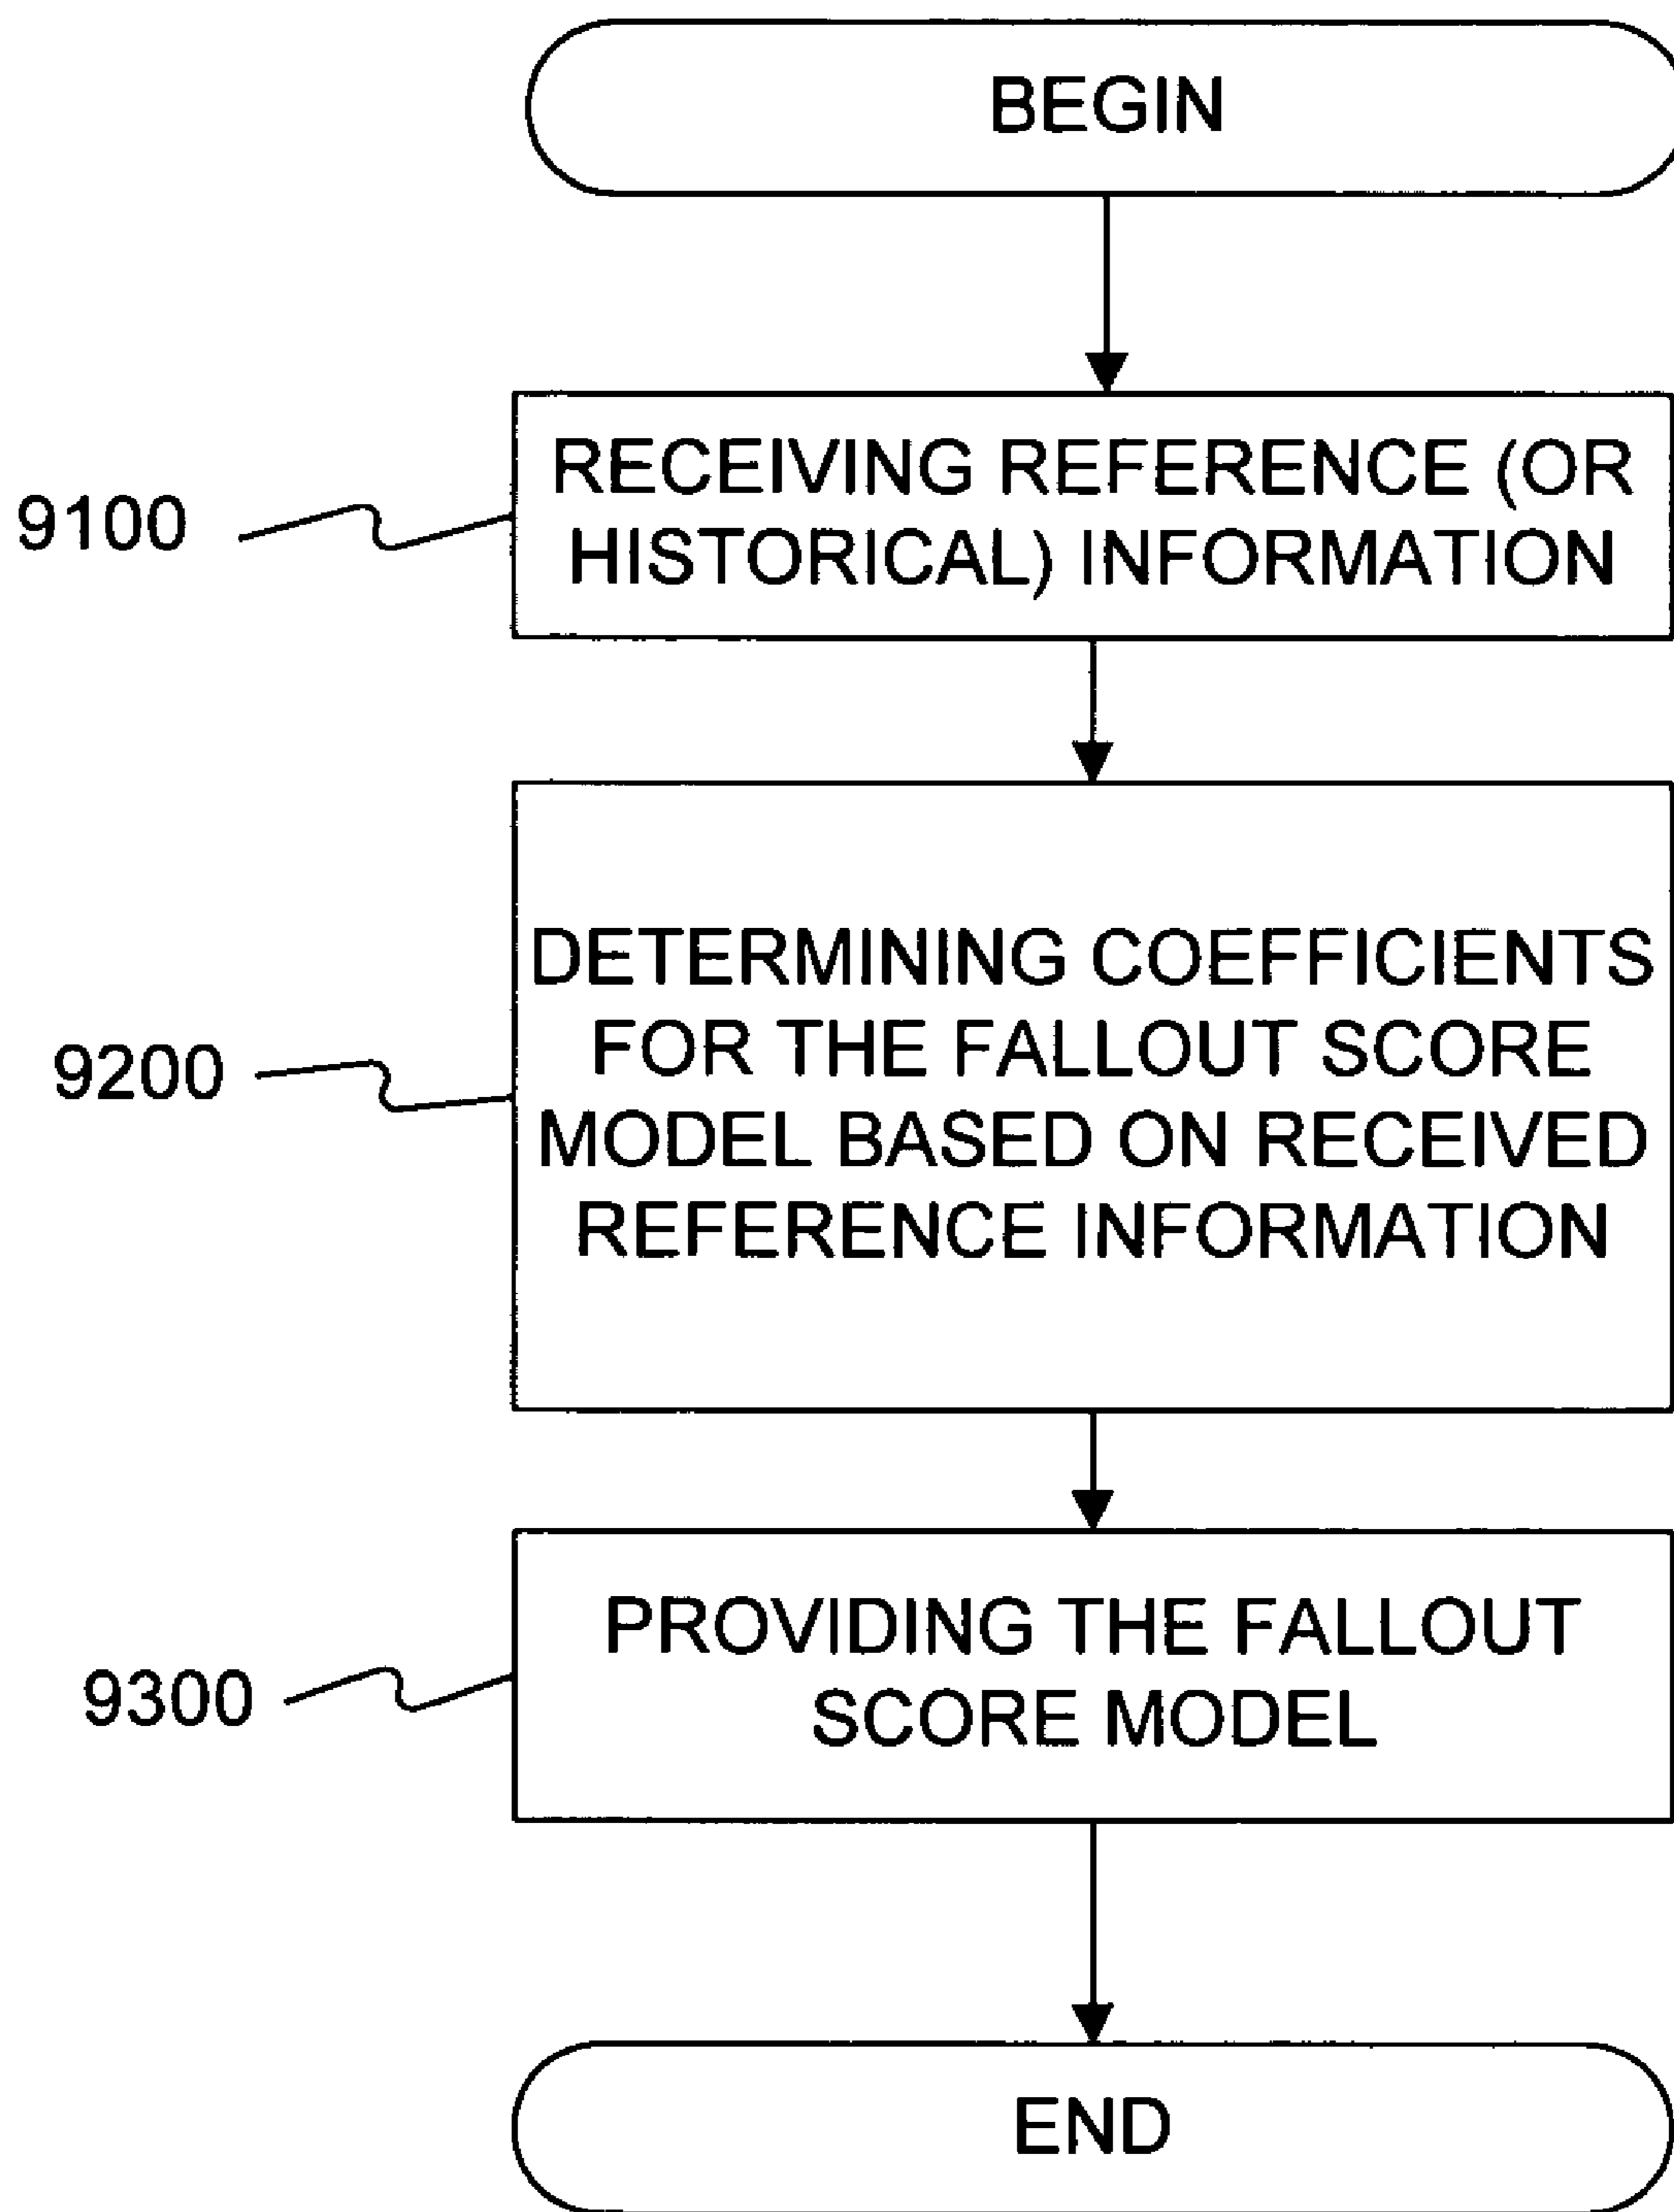 BEGIN
9100
RECEIVING REFERENCE (OR
HISTORICAL) INFORMATION
9200
DETERMINING COEFFICIENTS
FOR THE FALLOUT SCORE
MODEL BASED ON RECEIVED
REFERENCE INFORMATION
9300
PROVIDING THE FALLOUT
SCORE MODEL
END